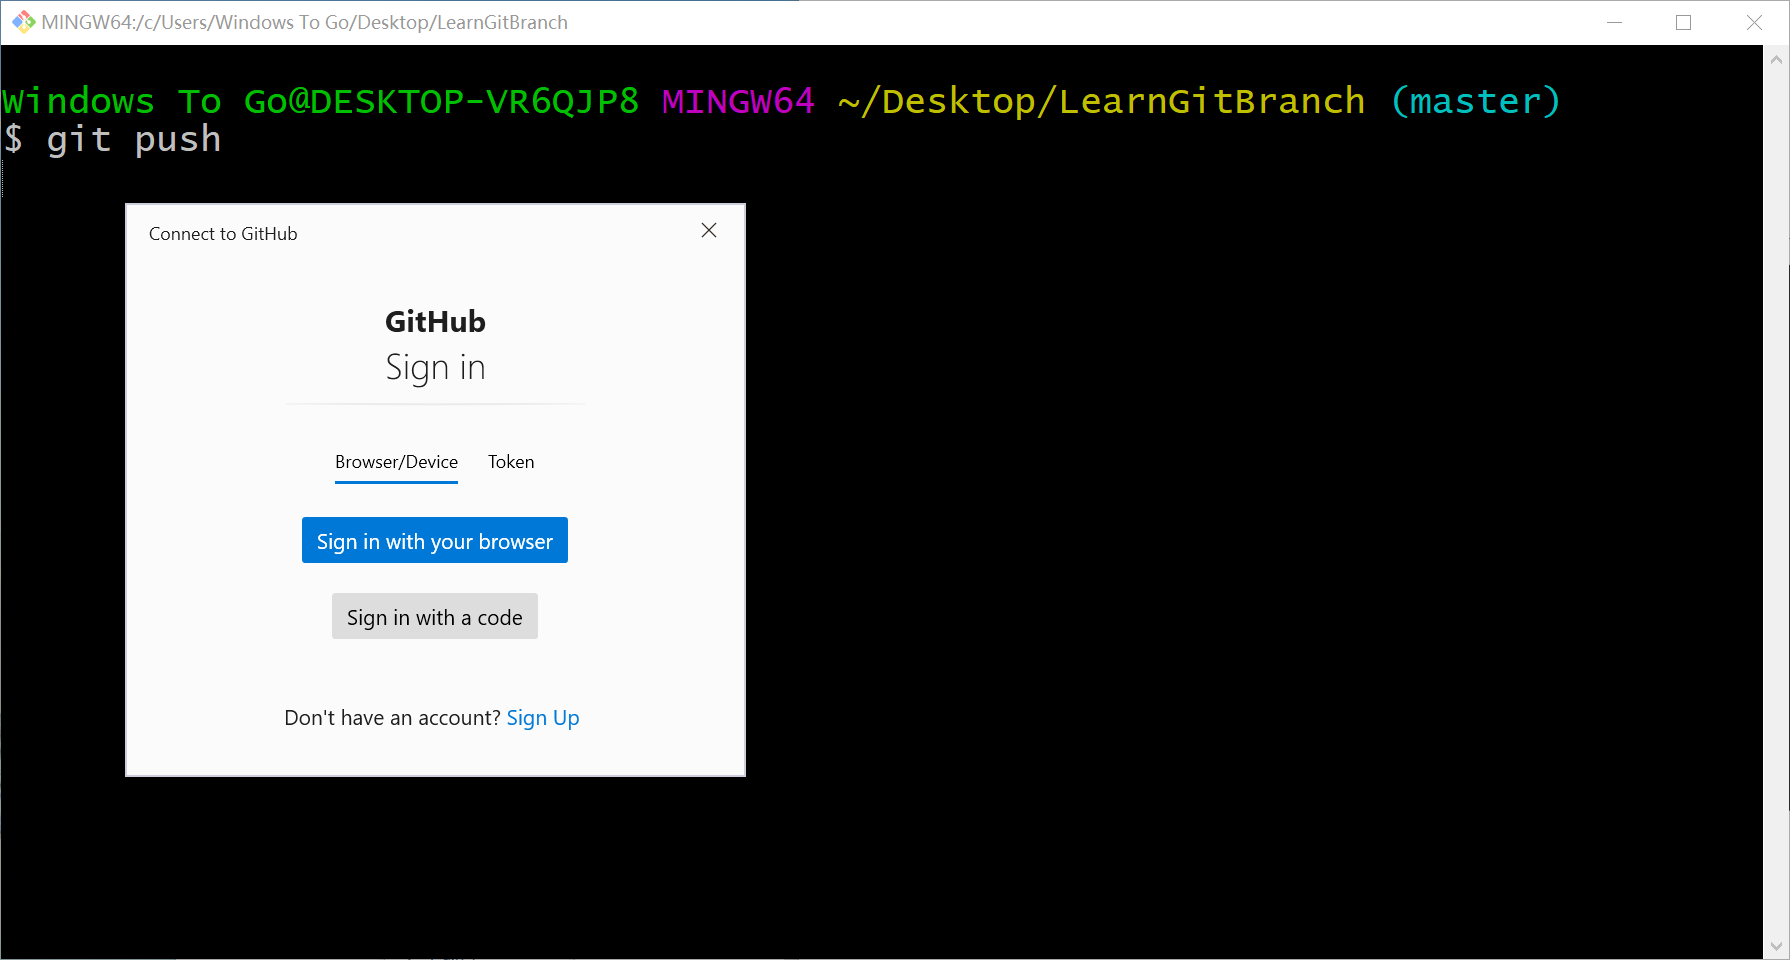 MINGW64:/c/Users/Windows To Go/Desktop/LearnGitBranch
Windows To Go@DESKTOP-VR6QJP8 MINGW64 ~/Desktop/LearnGitBranch (master)
$ git push
Connect to GitHub
GitHub
Sign in
Browser/Device Token
Sign in with your browser
Sign in with a code
Don't have an account? Sign Up